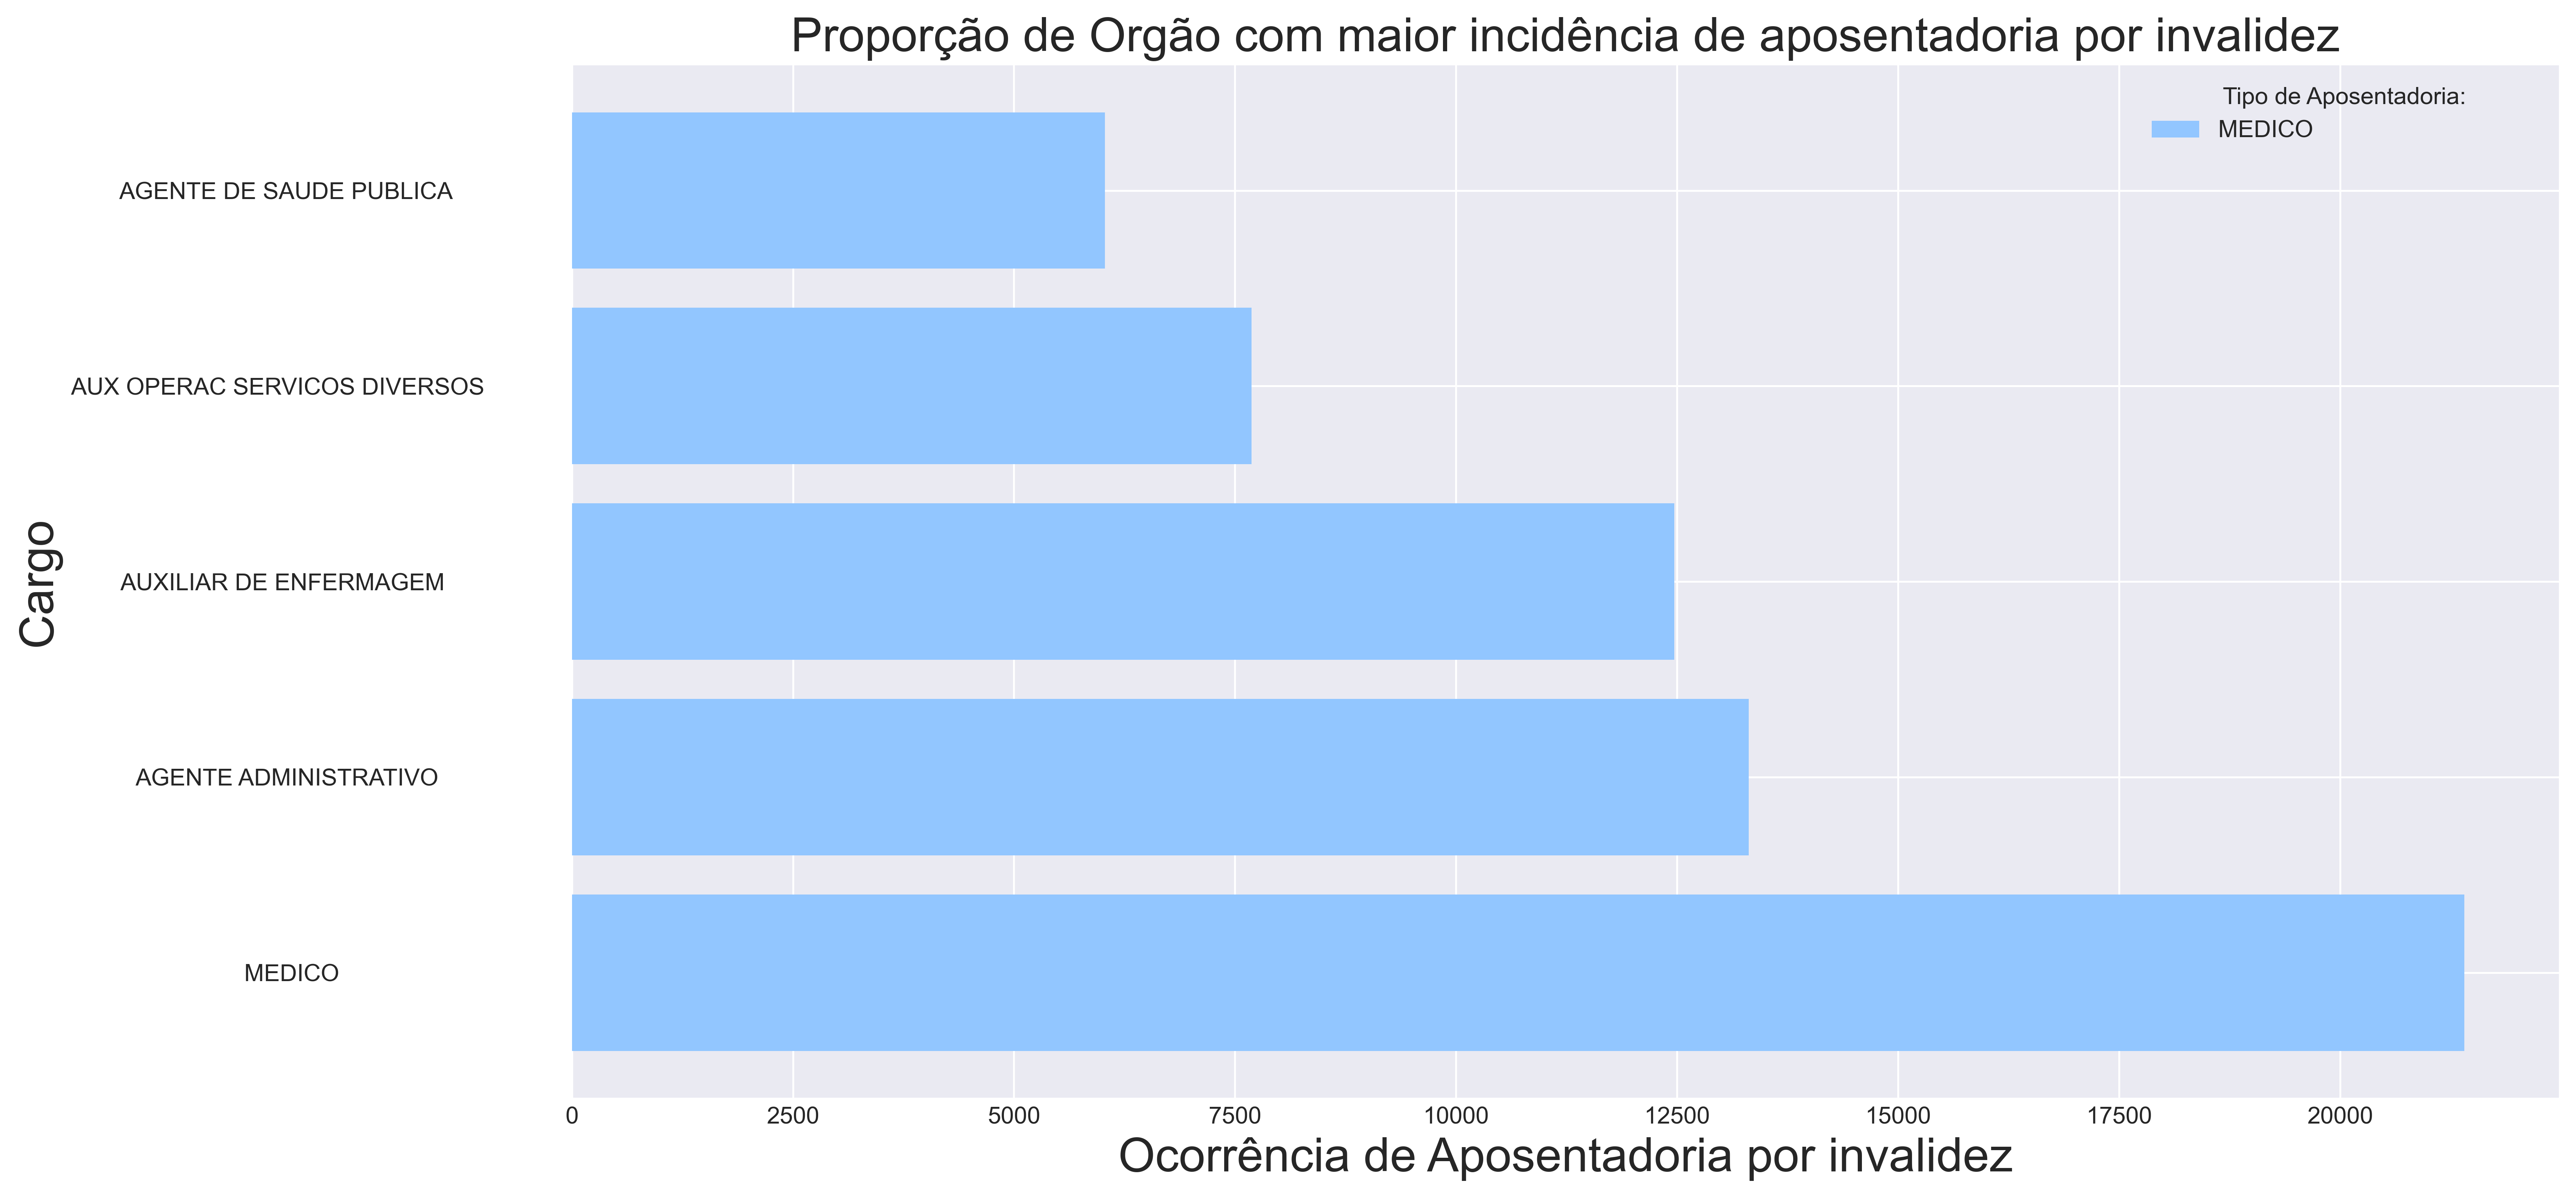 Proporção de Orgão com maior incidência de aposentadoria por invalidez
Tipo de Aposentadoria:
MEDICO
AGENTE DE SAUDE PUBLICA
AUX OPERAC SERVICOS DIVERSOS
AUXILIAR DE ENFERMAGEM
AGENTE ADMINISTRATIVO
MEDICO
Cargo
0 2500 5000 7500 10000 12500 15000 17500 20000
Ocorrência de Aposentadoria por invalidez